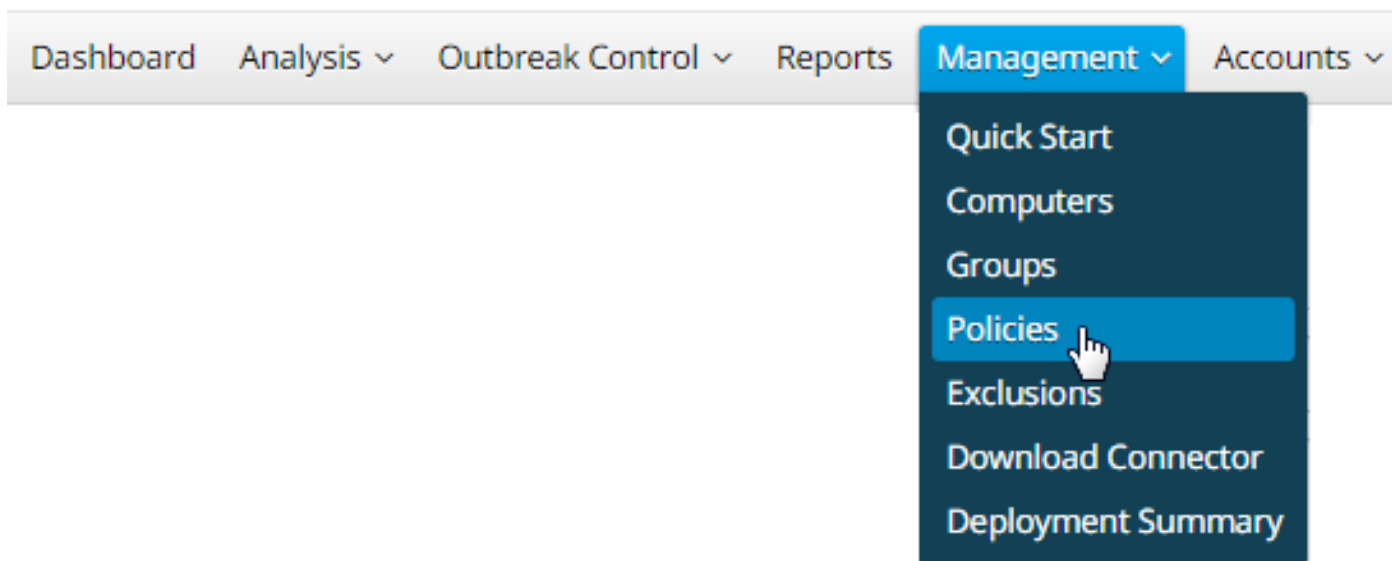 Dashboard Analysis Outbreak Control Reports Management Accounts
Quick Start
Computers
Groups
Policies
Exclusions
Download Connector
Deployment Summary